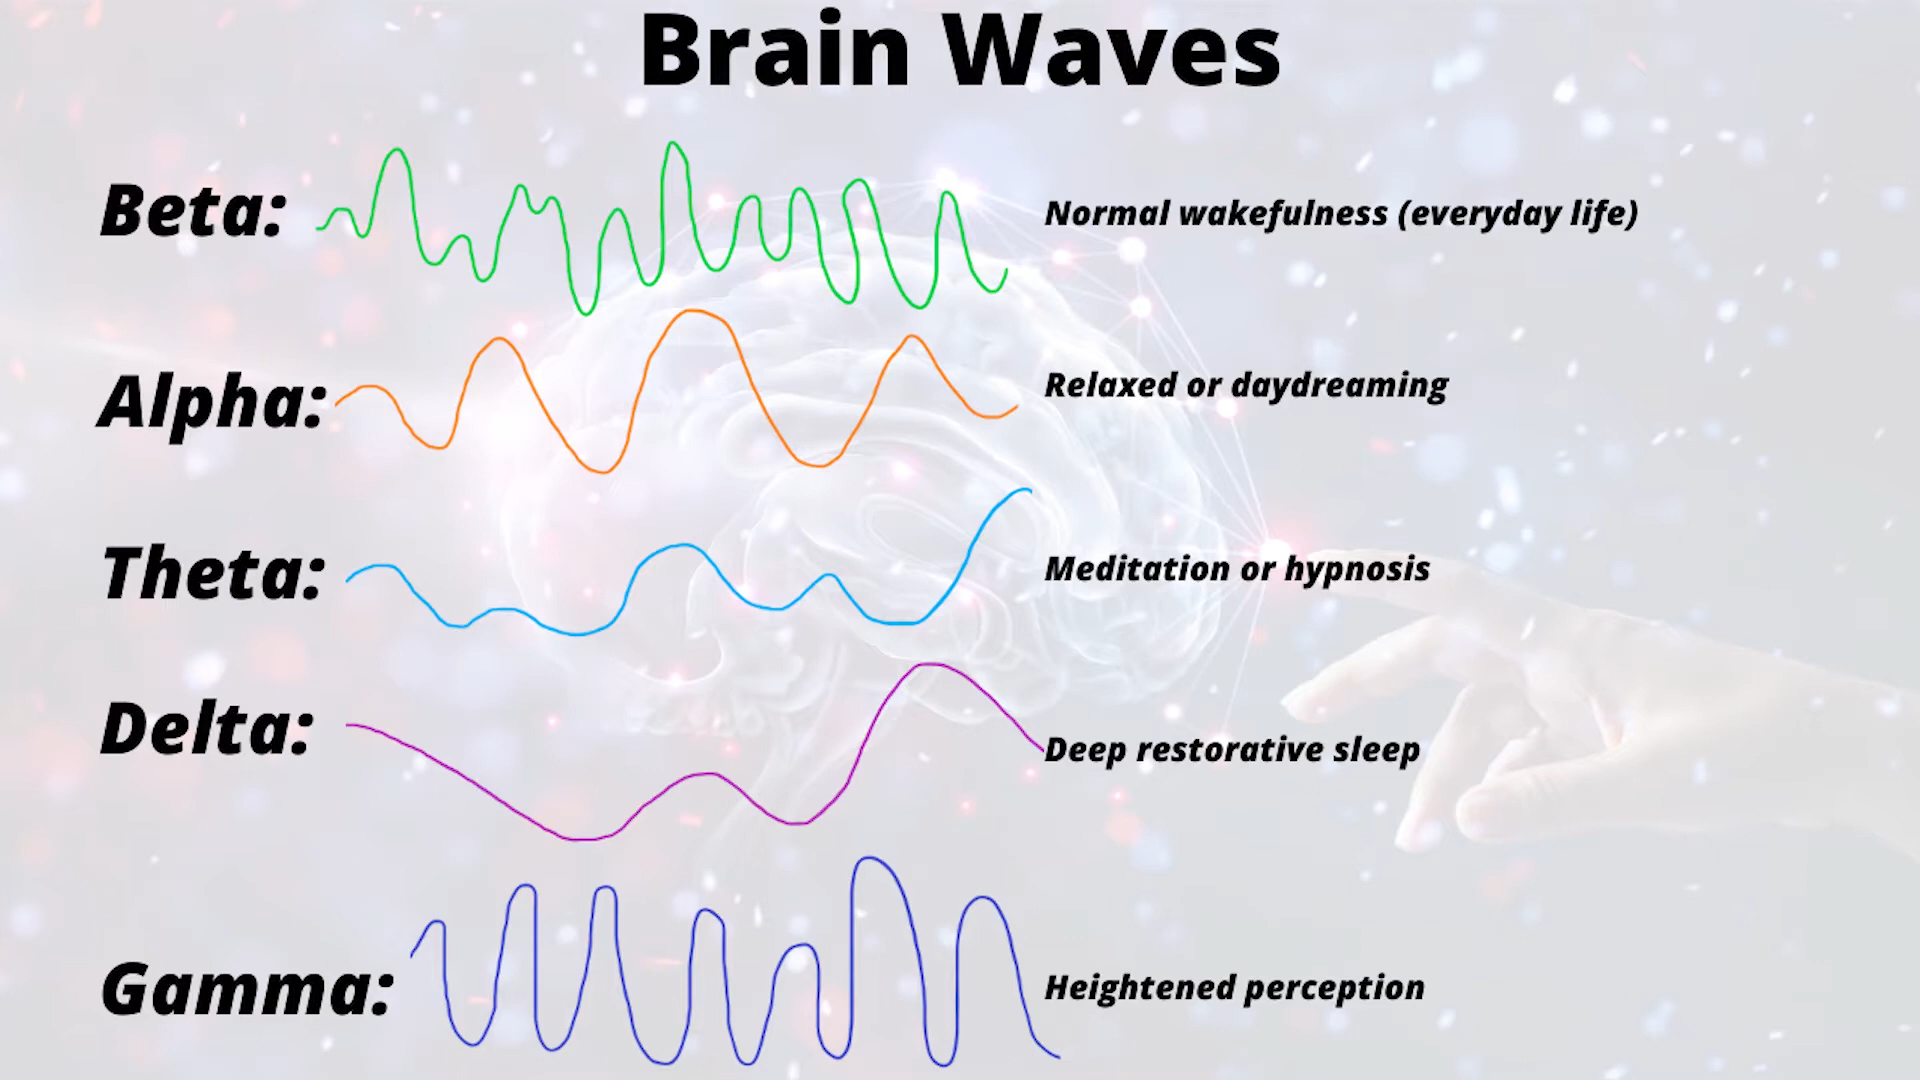 Brain Waves
Beta: Normal wakefulness (everyday life)
Alpha: Relaxed or daydreaming
Theta: Meditation or hypnosis
Delta: Deep restorative sleep
Gamma: Heightened perception